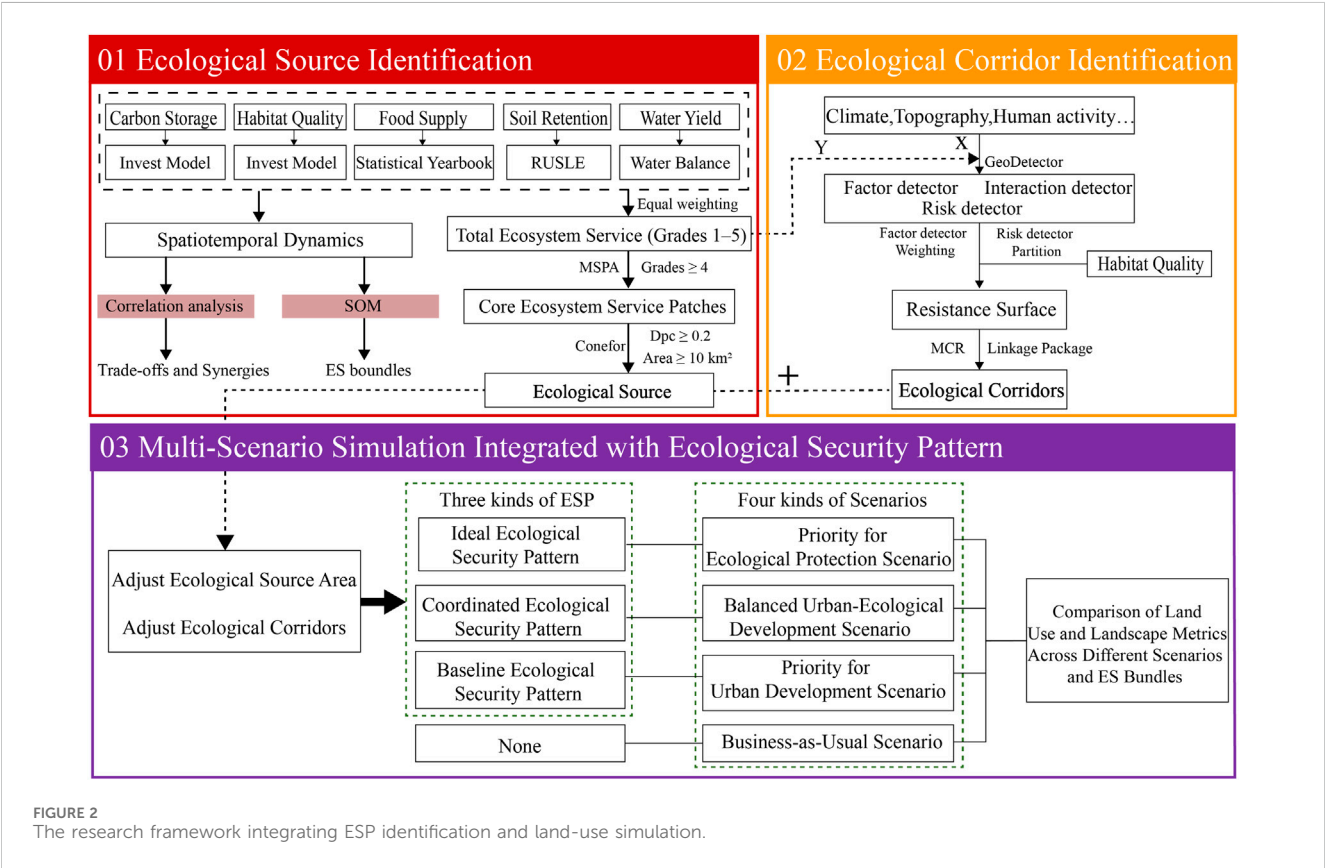 01 Ecological Source Identification
Carbon Storage
Habitat Quality
Food Supply
Soil Retention
Water Yield
Invest Model
Invest Model
Statistical Yearbook
RUSLE
Water Balance
Equal weighting
Spatiotemporal Dynamics
Total Ecosystem Service (Grades 1–5)
MSPA
Grades ≥ 4
Correlation analysis
SOM
Core Ecosystem Service Patches
Conefor
Dpc ≥ 0.2
Area ≥ 10 km²
Trade-offs and Synergies
ES boundles
Ecological Source
02 Ecological Corridor Identification
Climate,Topography,Human activity…
Y
X
GeoDetector
Factor detector Interaction detector
Risk detector
Factor detector
Weighting
Risk detector
Partition
Habitat Quality
Resistance Surface
MCR
Linkage Package
+
Ecological Corridors
03 Multi-Scenario Simulation Integrated with Ecological Security Pattern
Adjust Ecological Source Area
Adjust Ecological Corridors
Three kinds of ESP
Ideal Ecological
Security Pattern
Coordinated Ecological
Security Pattern
Baseline Ecological
Security Pattern
None
Four kinds of Scenarios
Priority for
Ecological Protection Scenario
Balanced Urban-Ecological
Development Scenario
Priority for
Urban Development Scenario
Business-as-Usual Scenario
Comparison of Land
Use and Landscape Metrics
Across Different Scenarios
and ES Bundles
FIGURE 2
The research framework integrating ESP identification and land-use simulation.